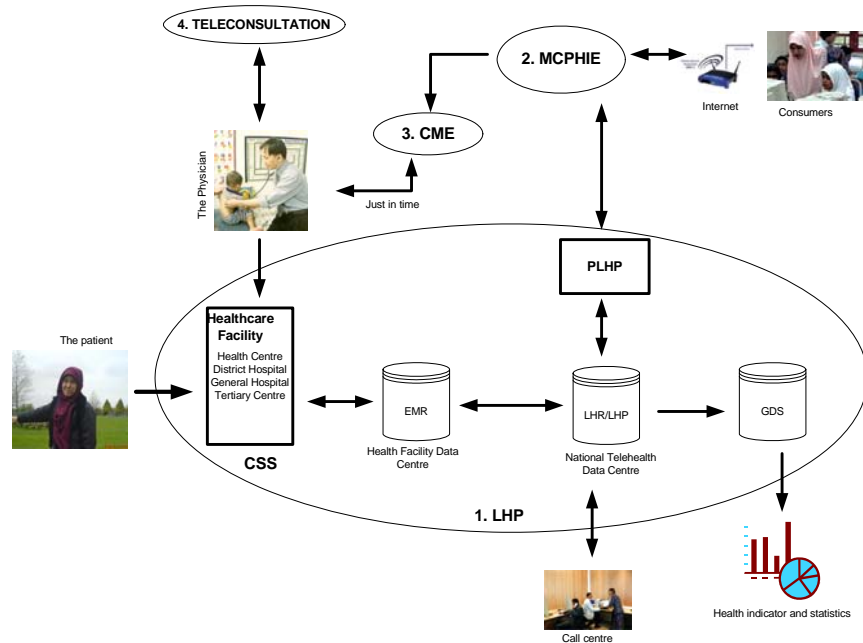 4. TELECONSULTATION
2. MCPHIE
Internet
Consumers
3. CME
The Physician
Just in time
PLHP
Healthcare
Facility
Health Centre
District Hospital
General Hospital
Tertiary Centre
The patient
EMR
LHR/LHP
GDS
CSS
Health Facility Data
Centre
National Telehealth
Data Centre
1. LHP
Call centre
Health indicator and statistics